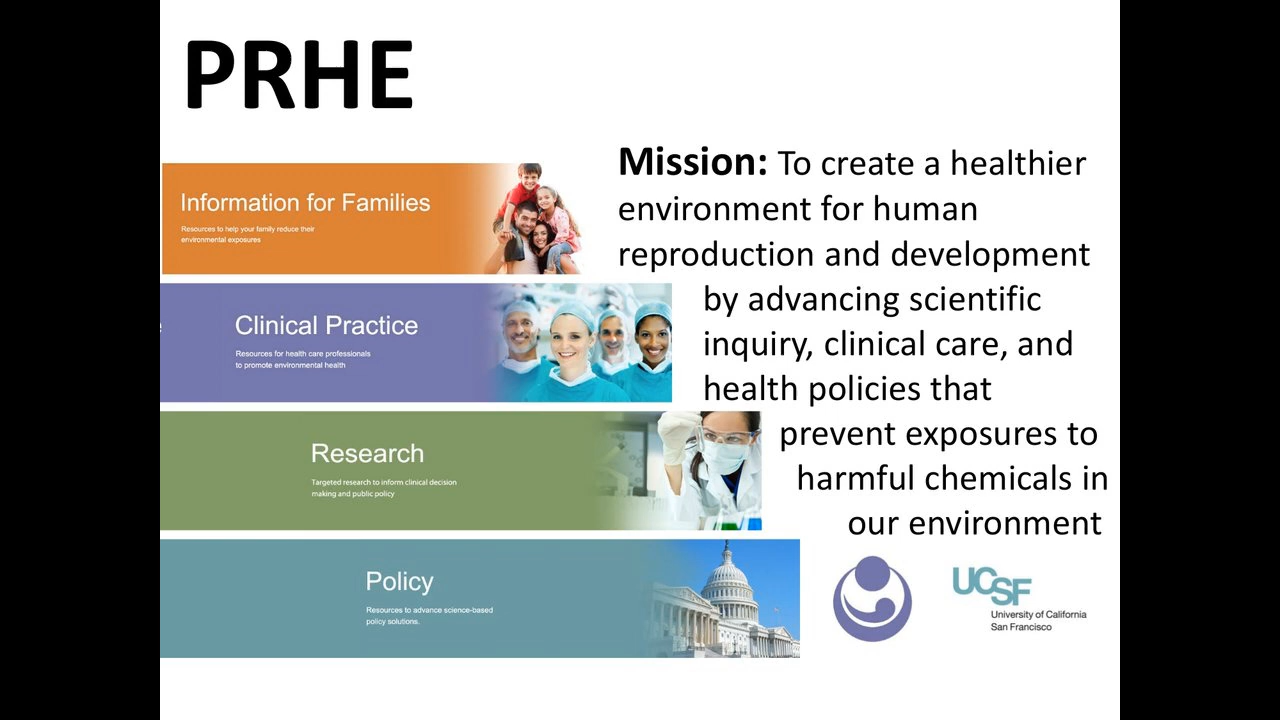 PRHE
Information for Families
Resources to help your family reduce their
environmental exposures
Clinical Practice
Resources for health care professionals
to promote environmental health
Research
Targeted research to inform clinical decision
making and public policy
Policy
Resources to advance science-based
policy solutions.
Mission: To create a healthier
environment for human
reproduction and development
by advancing scientific
inquiry, clinical care, and
health policies that
prevent exposures to
harmful chemicals in
our environment
UCSF
University of California
San Francisco